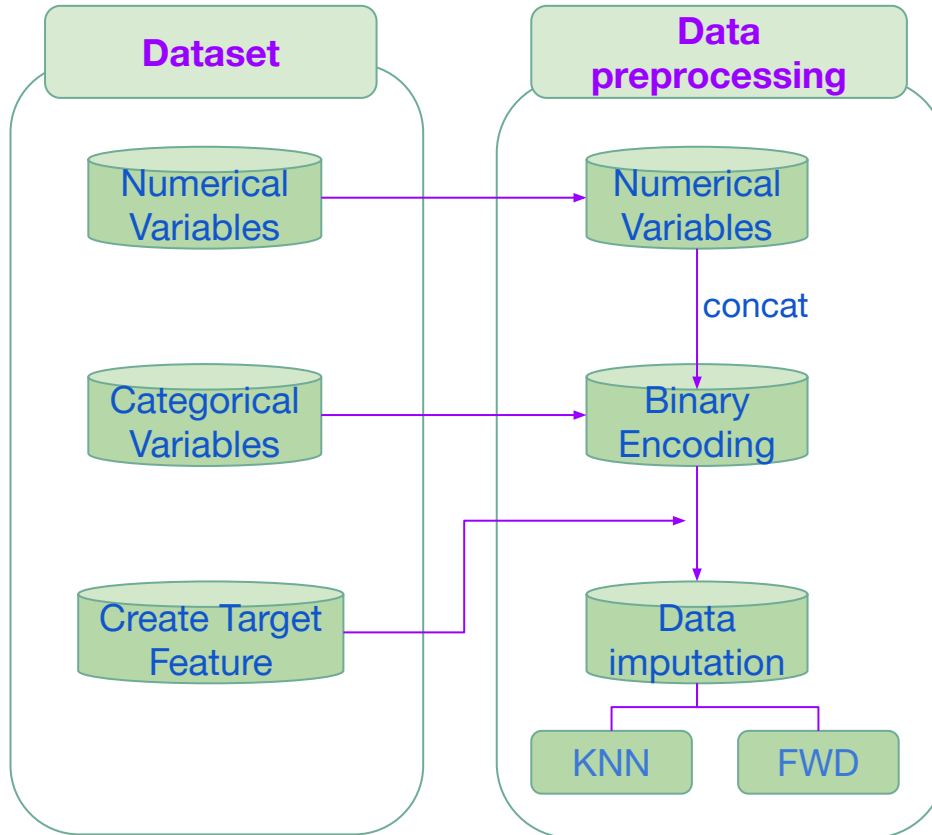 Dataset
Numerical
Variables
Categorical
Variables
Create Target
Feature
Data
preprocessing
Numerical
Variables
concat
Binary
Encoding
Data
imputation
KNN
FWD